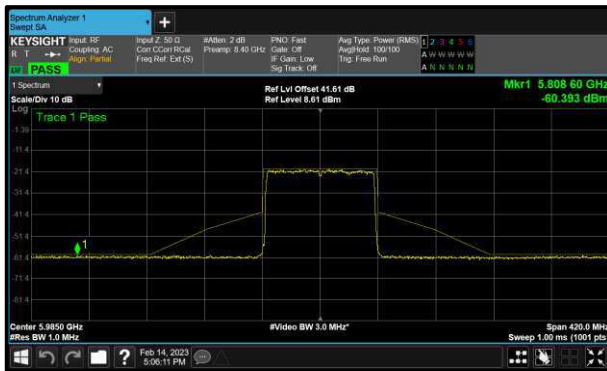 Spectrum Analyzer 1
Swept SA
+
KEYSIGHT
R T
LXI PASS
Input: RF
Coupling: AC
Align: Partial
Input Z: 50 Ω
Corr CCorr RCal
Freq Ref: Ext (S)
#Atten: 2 dB
Preamp: 8.40 GHz
PNO: Fast
Gate: Off
IF Gain: Low
Sig Track: Off
Avg Type: Power (RMS)
Avg|Hold: 100/100
Trig: Free Run
1 2 3 4 5 6
A W W W W W
A N N N N N
1 Spectrum
Scale/Div 10 dB
Ref Lvl Offset 41.61 dB
Ref Level 8.61 dBm
Mkr1 5.808 60 GHz
-60.393 dBm
Log
Trace 1 Pass
-1.39
-11.4
-21.4
-31.4
-41.4
-51.4
-61.4
-71.4
-81.4
1
Center 5.9850 GHz
#Res BW 1.0 MHz
#Video BW 3.0 MHz*
Span 420.0 MHz
Sweep 1.00 ms (1001 pts)
?
Feb 14, 2023
5:06:11 PM